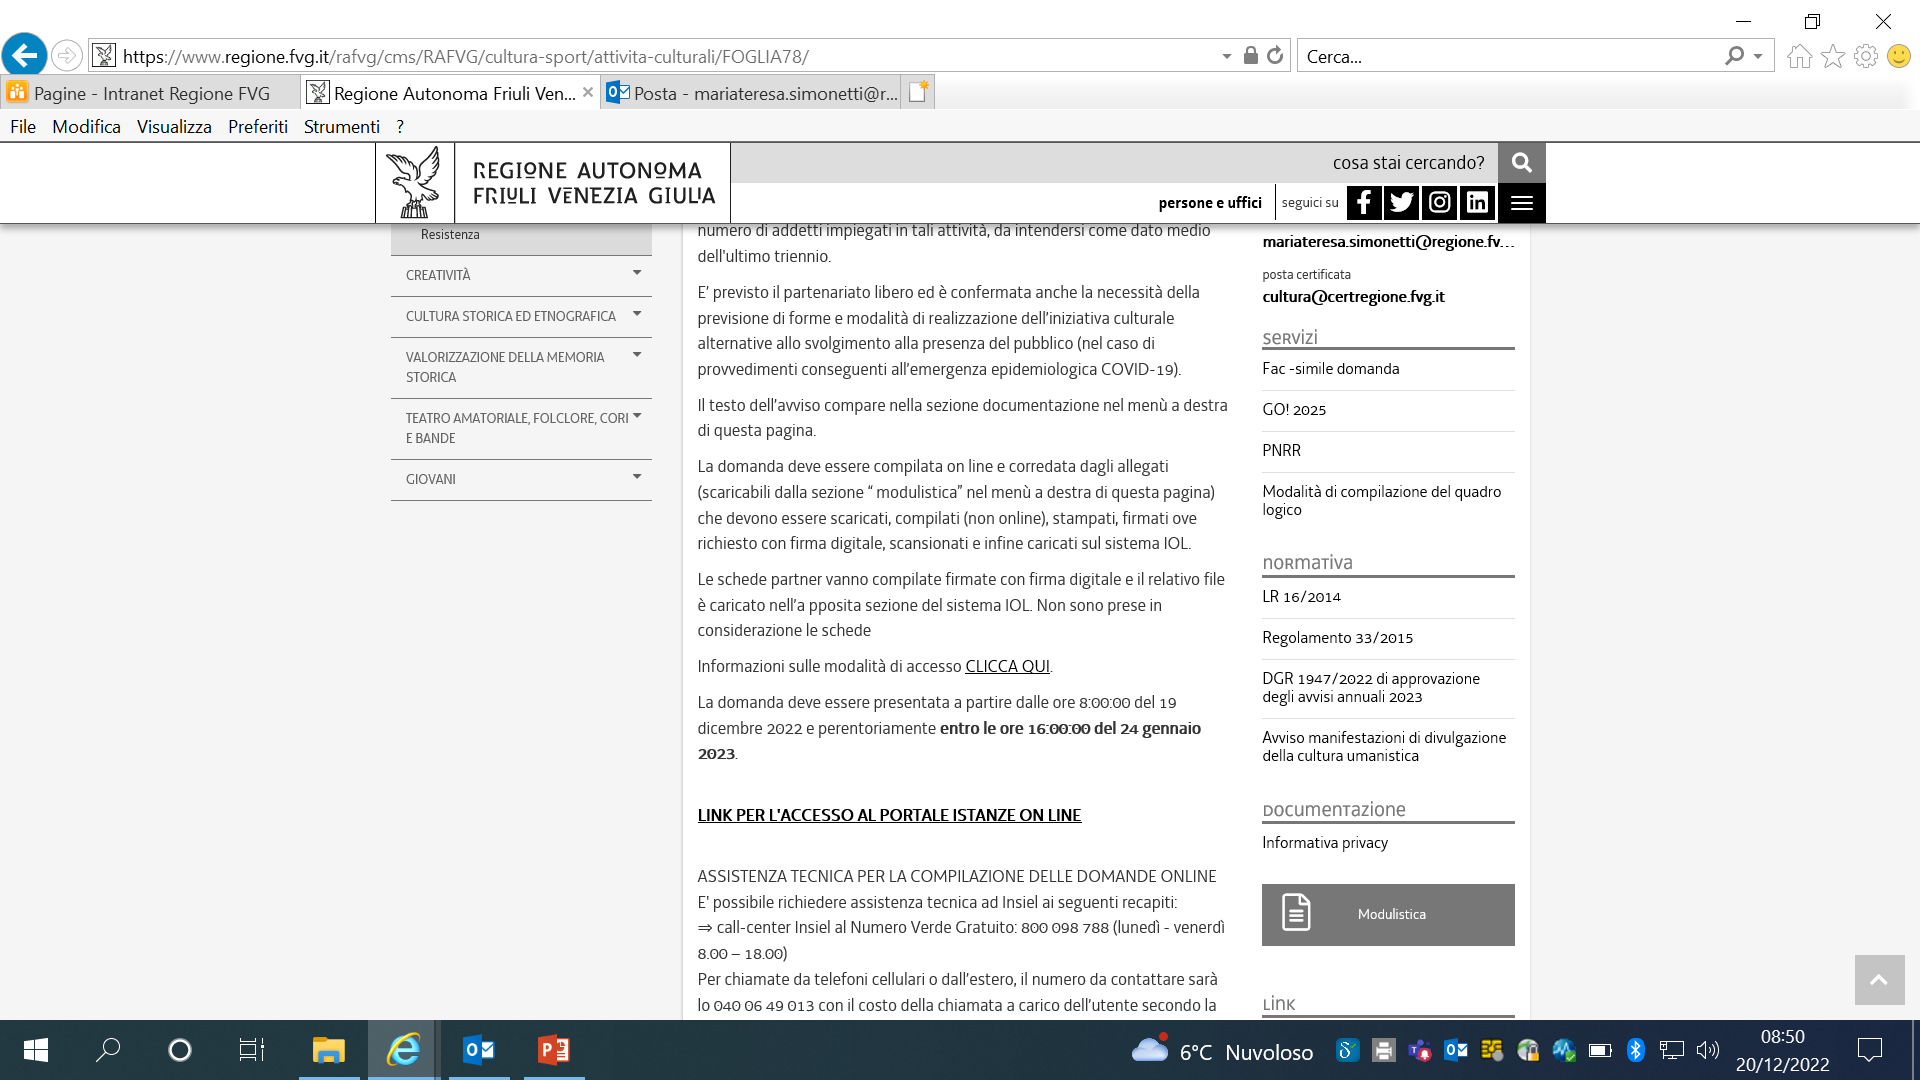 https://www.regione.fvg.it/rafvg/cms/RAFVG/cultura-sport/attivita-culturali/FOGLIA78/
Cerca...
Pagine - Intranet Regione FVG
Regione Autonoma Friuli Ven...
Posta - mariateresa.simonetti@r...
File Modifica Visualizza Preferiti Strumenti ?
REGIONE AUTONOMA
FRIULI VENEZIA GIULIA
cosa stai cercando?
persone e uffici
seguici su
Resistenza
CREATIVITÀ
CULTURA STORICA ED ETNOGRAFICA
VALORIZZAZIONE DELLA MEMORIA
STORICA
TEATRO AMATORIALE, FOLCLORE, CORI
E BANDE
GIOVANI
numero di addetti impiegati in tali attività, da intendersi come dato medio
dell'ultimo triennio.
E’ previsto il partenariato libero ed è confermata anche la necessità della
previsione di forme e modalità di realizzazione dell’iniziativa culturale
alternative allo svolgimento alla presenza del pubblico (nel caso di
provvedimenti conseguenti all’emergenza epidemiologica COVID-19).
Il testo dell’avviso compare nella sezione documentazione nel menù a destra
di questa pagina.
La domanda deve essere compilata on line e corredata dagli allegati
(scaricabili dalla sezione “ modulistica” nel menù a destra di questa pagina)
che devono essere scaricati, compilati (non online), stampati, firmati ove
richiesto con firma digitale, scansionati e infine caricati sul sistema IOL.
Le schede partner vanno compilate firmate con firma digitale e il relativo file
è caricato nell’a pposita sezione del sistema IOL. Non sono prese in
considerazione le schede
Informazioni sulle modalità di accesso CLICCA QUI.
La domanda deve essere presentata a partire dalle ore 8:00:00 del 19
dicembre 2022 e perentoriamente entro le ore 16:00:00 del 24 gennaio
2023.
LINK PER L'ACCESSO AL PORTALE ISTANZE ON LINE
ASSISTENZA TECNICA PER LA COMPILAZIONE DELLE DOMANDE ONLINE
E' possibile richiedere assistenza tecnica ad Insiel ai seguenti recapiti:
⇒ call-center Insiel al Numero Verde Gratuito: 800 098 788 (lunedì - venerdì
8.00 – 18.00)
Per chiamate da telefoni cellulari o dall’estero, il numero da contattare sarà
lo 040 06 49 013 con il costo della chiamata a carico dell’utente secondo la
mariateresa.simonetti@regione.fv...
posta certificata
cultura@certregione.fvg.it
servizi
Fac -simile domanda
GO! 2025
PNRR
Modalità di compilazione del quadro
logico
normativa
LR 16/2014
Regolamento 33/2015
DGR 1947/2022 di approvazione
degli avvisi annuali 2023
Avviso manifestazioni di divulgazione
della cultura umanistica
documentazione
Informativa privacy
Modulistica
link
6°C Nuvoloso
08:50
20/12/2022